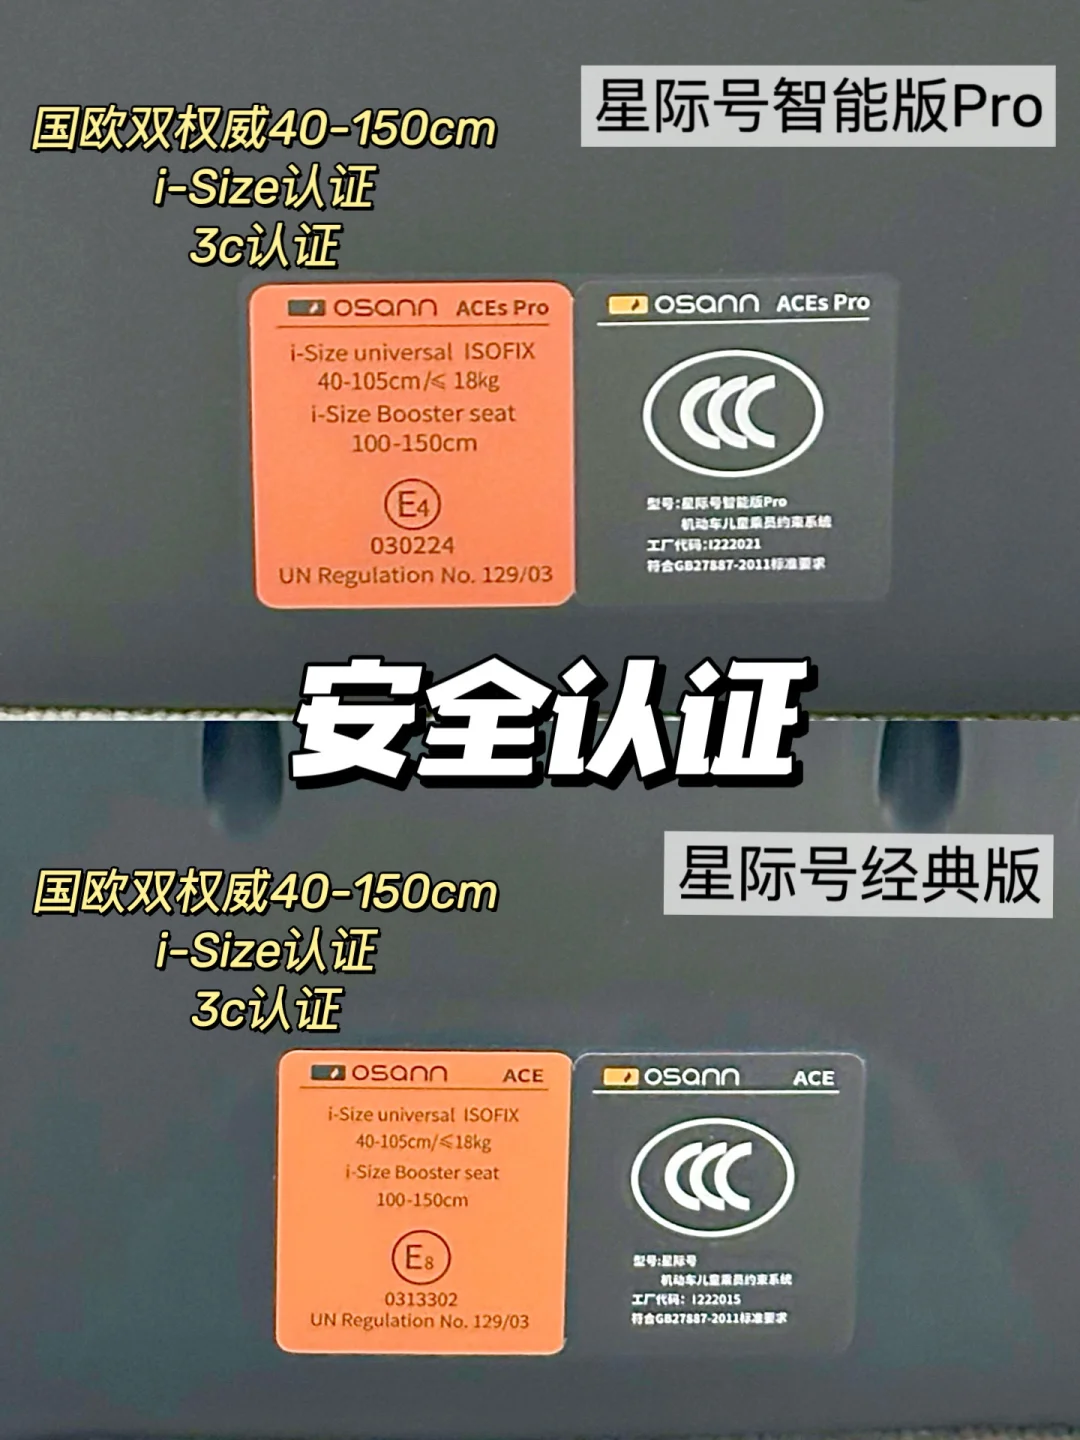 星际号智能版Pro
国欧双权威40-150cm
i-Size认证
3c认证
osann ACEs Pro
i-Size universal ISOFIX
40-105cm/≤ 18kg
i-Size Booster seat
100-150cm
E4
030224
UN Regulation No. 129/03
osann ACEs Pro
CCC
型号:星际号智能版Pro
机动车儿童乘员约束系统
工厂代码:I222021
符合GB27887-2011标准要求
安全认证
星际号经典版
国欧双权威40-150cm
i-Size认证
3c认证
osann ACE
i-Size universal ISOFIX
40-105cm/≤18kg
i-Size Booster seat
100-150cm
E8
0313302
UN Regulation No. 129/03
osann ACE
CCC
型号:星际号
机动车儿童乘员约束系统
工厂代码: I222015
符合GB27887-2011标准要求